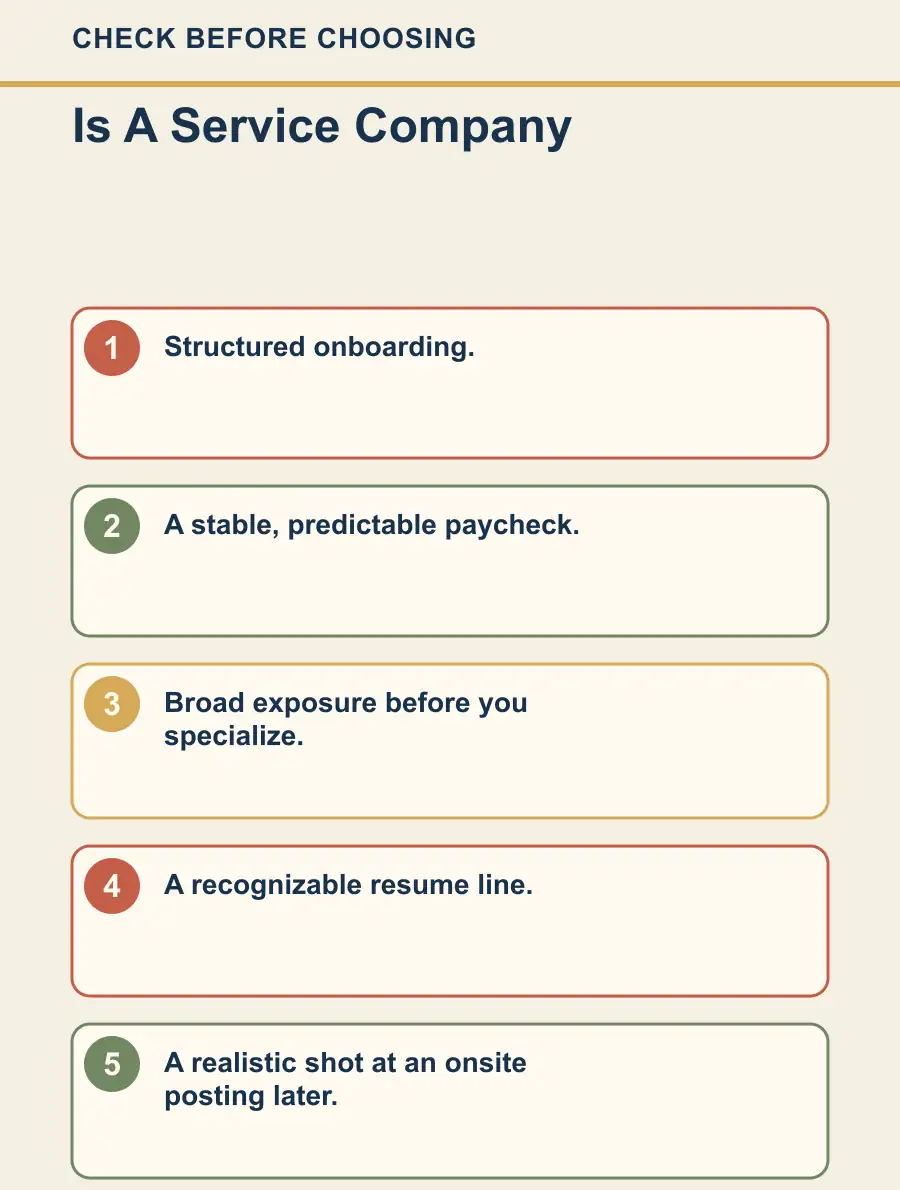 CHECK BEFORE CHOOSING
Is A Service Company
1
Structured onboarding.
2
A stable, predictable paycheck.
3
Broad exposure before you
specialize.
4
A recognizable resume line.
5
A realistic shot at an onsite
posting later.